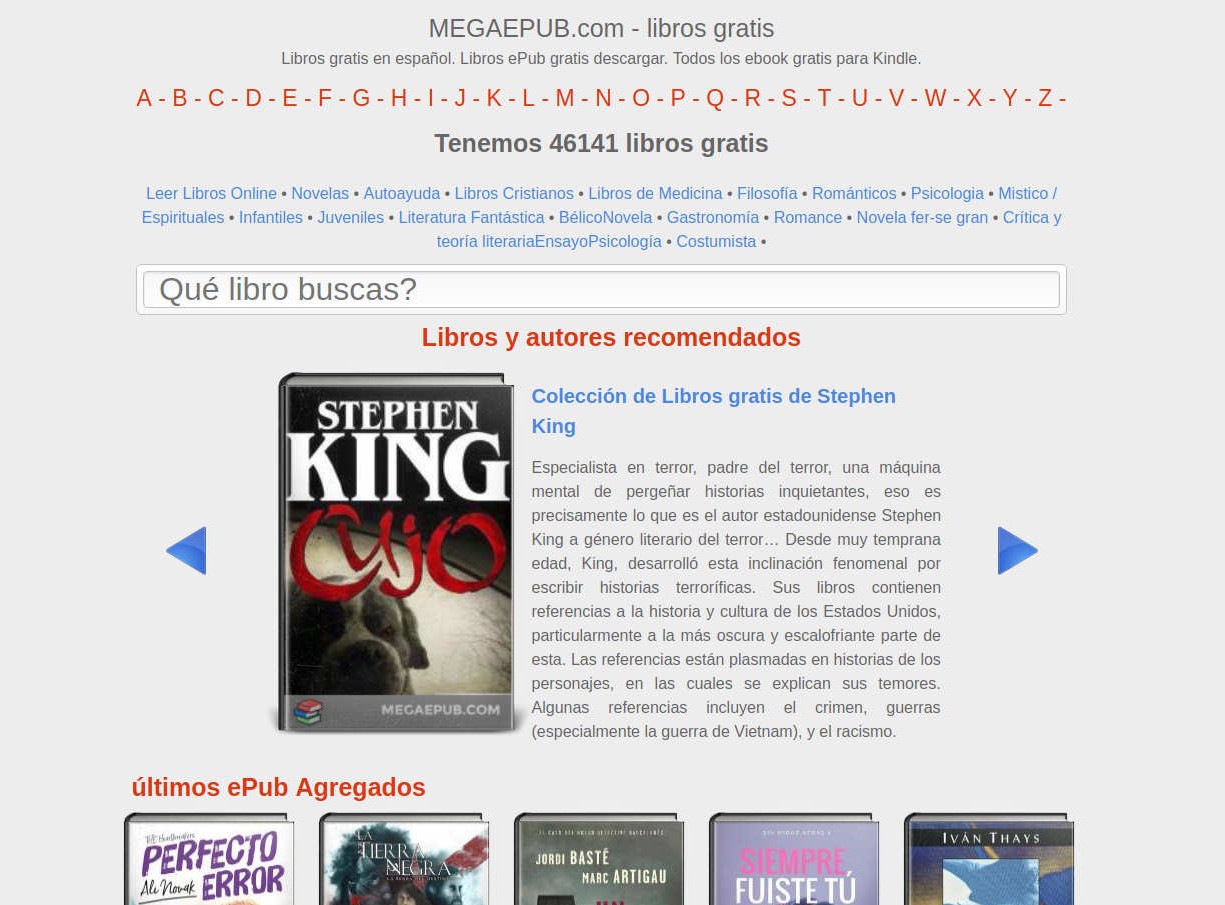 MEGAEPUB.com - libros gratis
Libros gratis en español. Libros ePub gratis descargar. Todos los ebook gratis para Kindle.
A - B - C - D - E - F - G - H - I - J - K - L - M - N - O - P - Q - R - S - T - U - V - W - X - Y - Z -
Tenemos 46141 libros gratis
Leer Libros Online • Novelas • Autoayuda • Libros Cristianos • Libros de Medicina • Filosofía • Románticos • Psicologia • Mistico /
Espirituales • Infantiles • Juveniles • Literatura Fantástica • BélicoNovela • Gastronomía • Romance • Novela fer-se gran • Crítica y
teoría literariaEnsayoPsicología • Costumista •
Qué libro buscas?
Libros y autores recomendados
STEPHEN
KING
Cujo
MEGAEPUB.COM
Colección de Libros gratis de Stephen
King
Especialista en terror, padre del terror, una máquina
mental de pergeñar historias inquietantes, eso es
precisamente lo que es el autor estadounidense Stephen
King a género literario del terror… Desde muy temprana
edad, King, desarrolló esta inclinación fenomenal por
escribir historias terroríficas. Sus libros contienen
referencias a la historia y cultura de los Estados Unidos,
particularmente a la más oscura y escalofriante parte de
esta. Las referencias están plasmadas en historias de los
personajes, en las cuales se explican sus temores.
Algunas referencias incluyen el crimen, guerras
(especialmente la guerra de Vietnam), y el racismo.
últimos ePub Agregados
The Heartbreakers
PERFECTO
Ali Novak ERROR
LA
TIERRA
NEGRA
JORDI BASTÉ
MARC ARTIGAU
UN
SIEMPRE
FUISTE TÚ
IVÁN THAYS